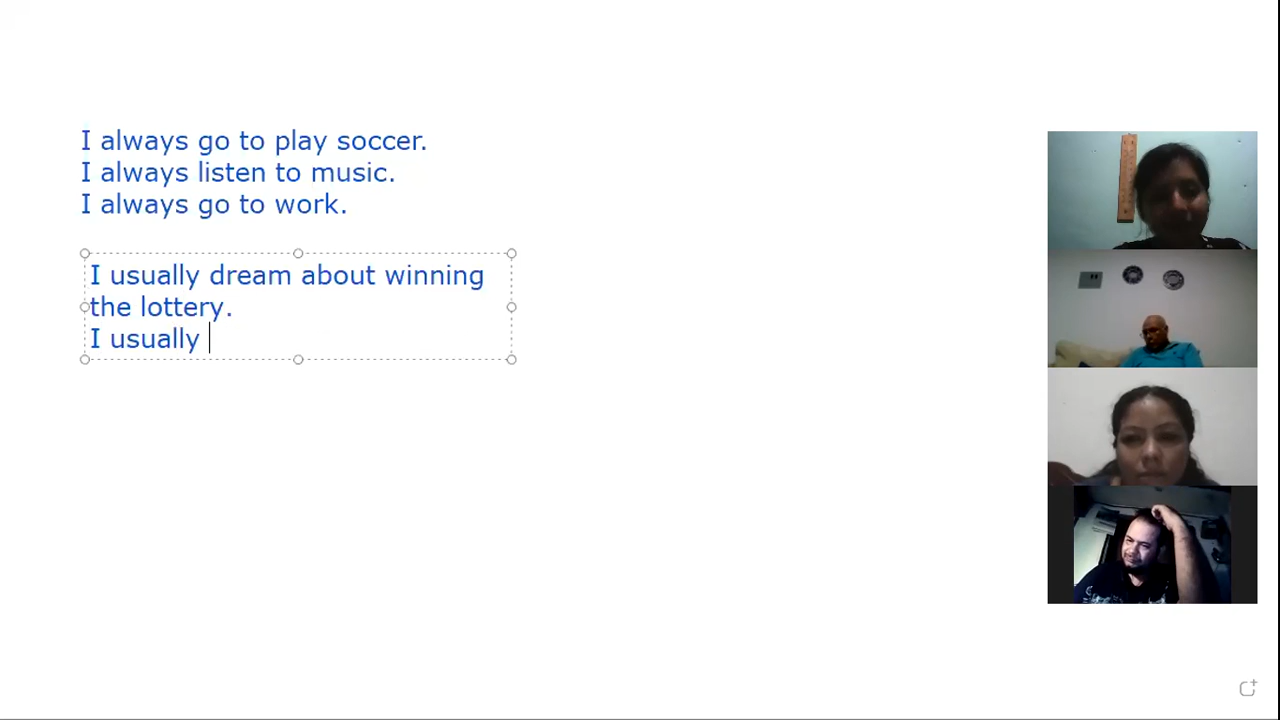 I always go to play soccer.
I always listen to music.
I always go to work.
I usually dream about winning
the lottery.
I usually